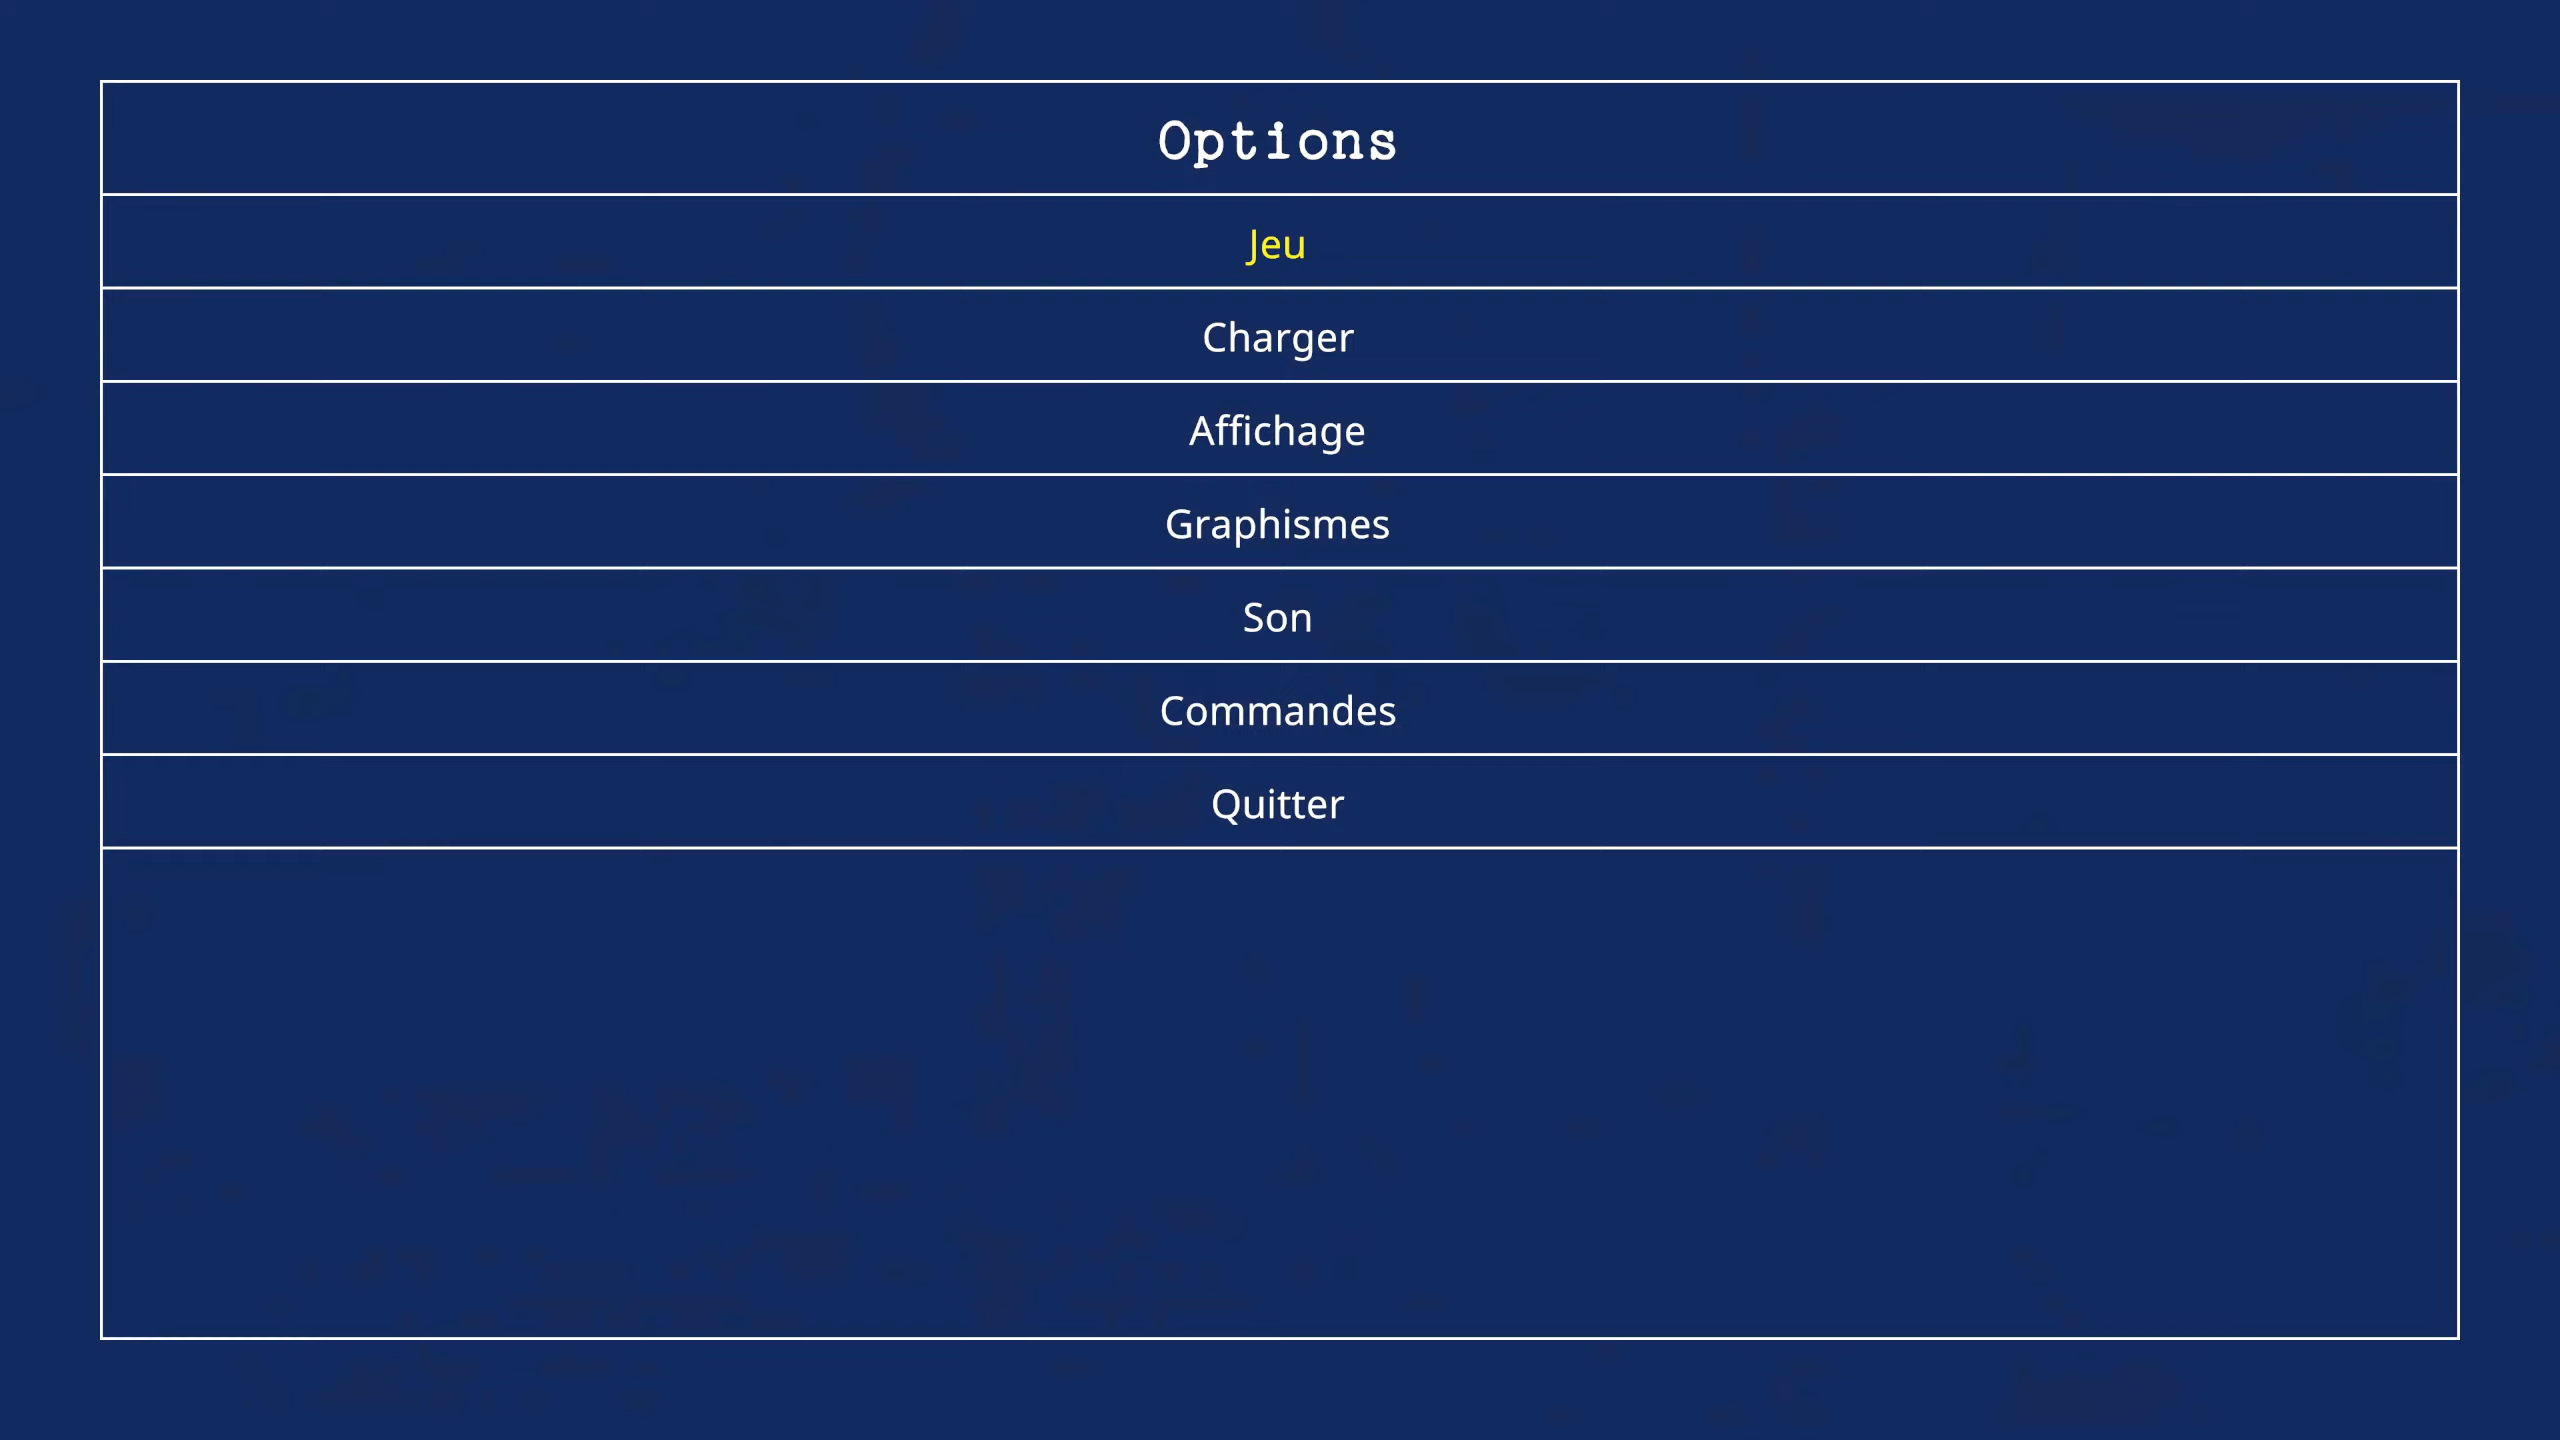 Options
Jeu
Charger
Affichage
Graphismes
Son
Commandes
Quitter